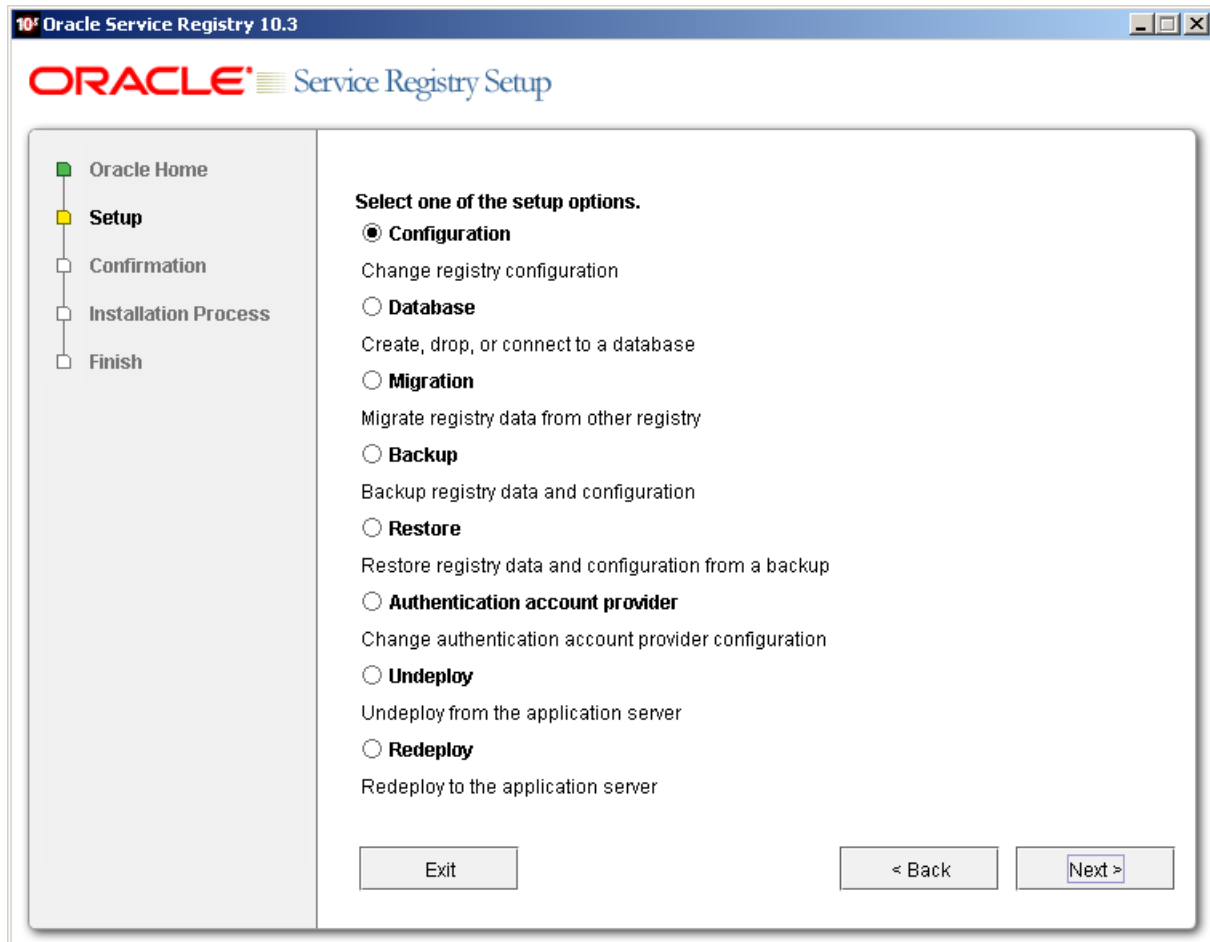 Oracle Service Registry 10.3
ORACLE Service Registry Setup
Oracle Home
Setup
Confirmation
Installation Process
Finish
Select one of the setup options.
Configuration
Change registry configuration
Database
Create, drop, or connect to a database
Migration
Migrate registry data from other registry
Backup
Backup registry data and configuration
Restore
Restore registry data and configuration from a backup
Authentication account provider
Change authentication account provider configuration
Undeploy
Undeploy from the application server
Redeploy
Redeploy to the application server
Exit
< Back
Next >